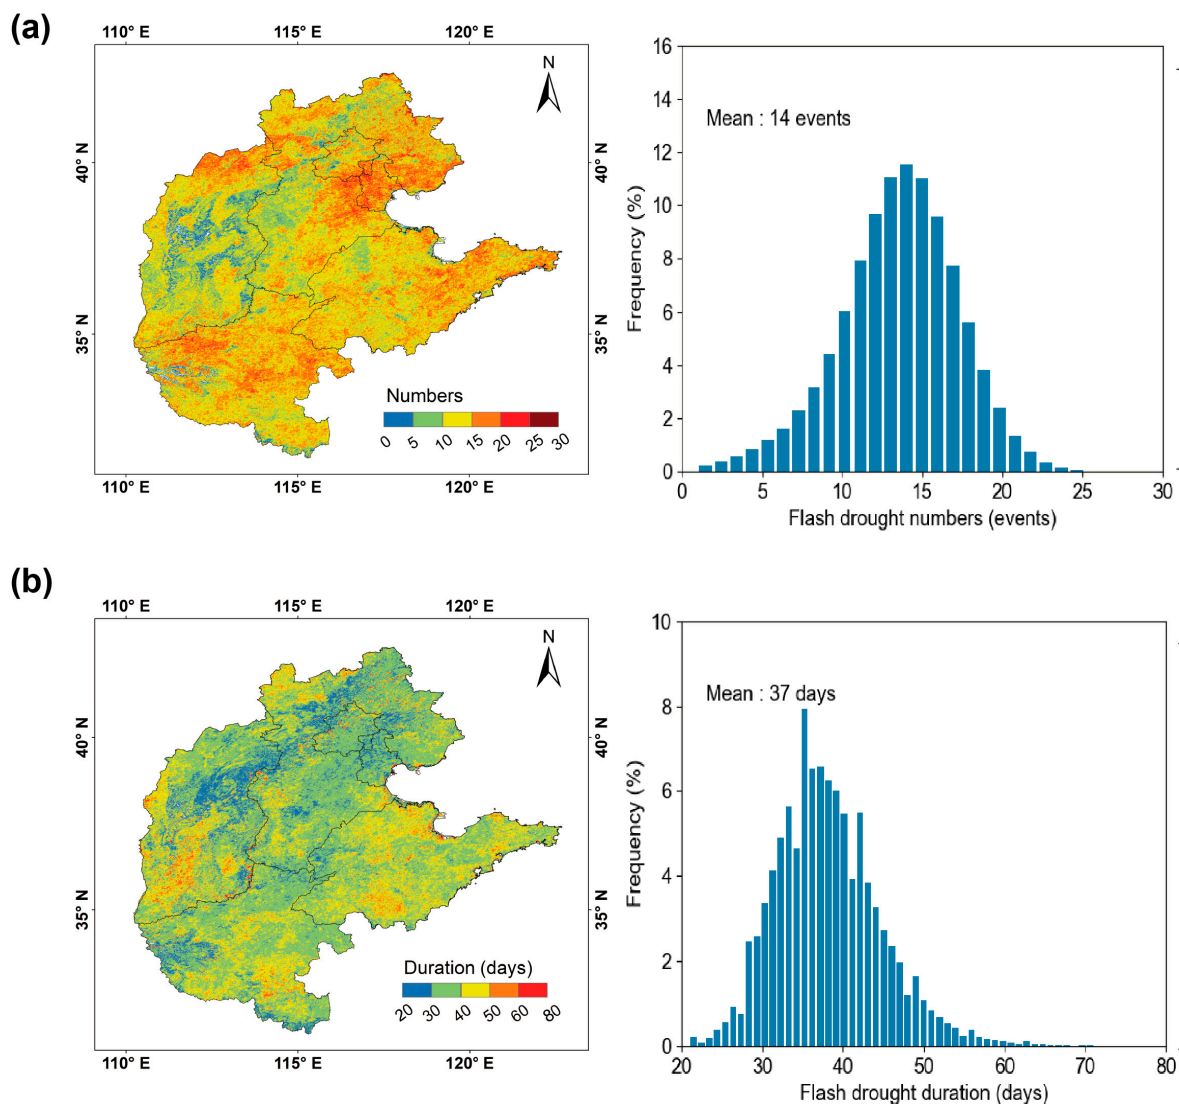 (a)
110° E 115° E 120° E
N
40° N
35° N
40° N
35° N
Numbers
0 5 10 15 20 25 30
110° E 115° E 120° E
16
14
12
10
8
6
4
2
0
Frequency (%)
Mean : 14 events
0 5 10 15 20 25 30
Flash drought numbers (events)
(b)
110° E 115° E 120° E
N
40° N
35° N
40° N
35° N
Duration (days)
20 30 40 50 60 80
110° E 115° E 120° E
10
8
6
4
2
0
Frequency (%)
Mean : 37 days
20 30 40 50 60 70 80
Flash drought duration (days)